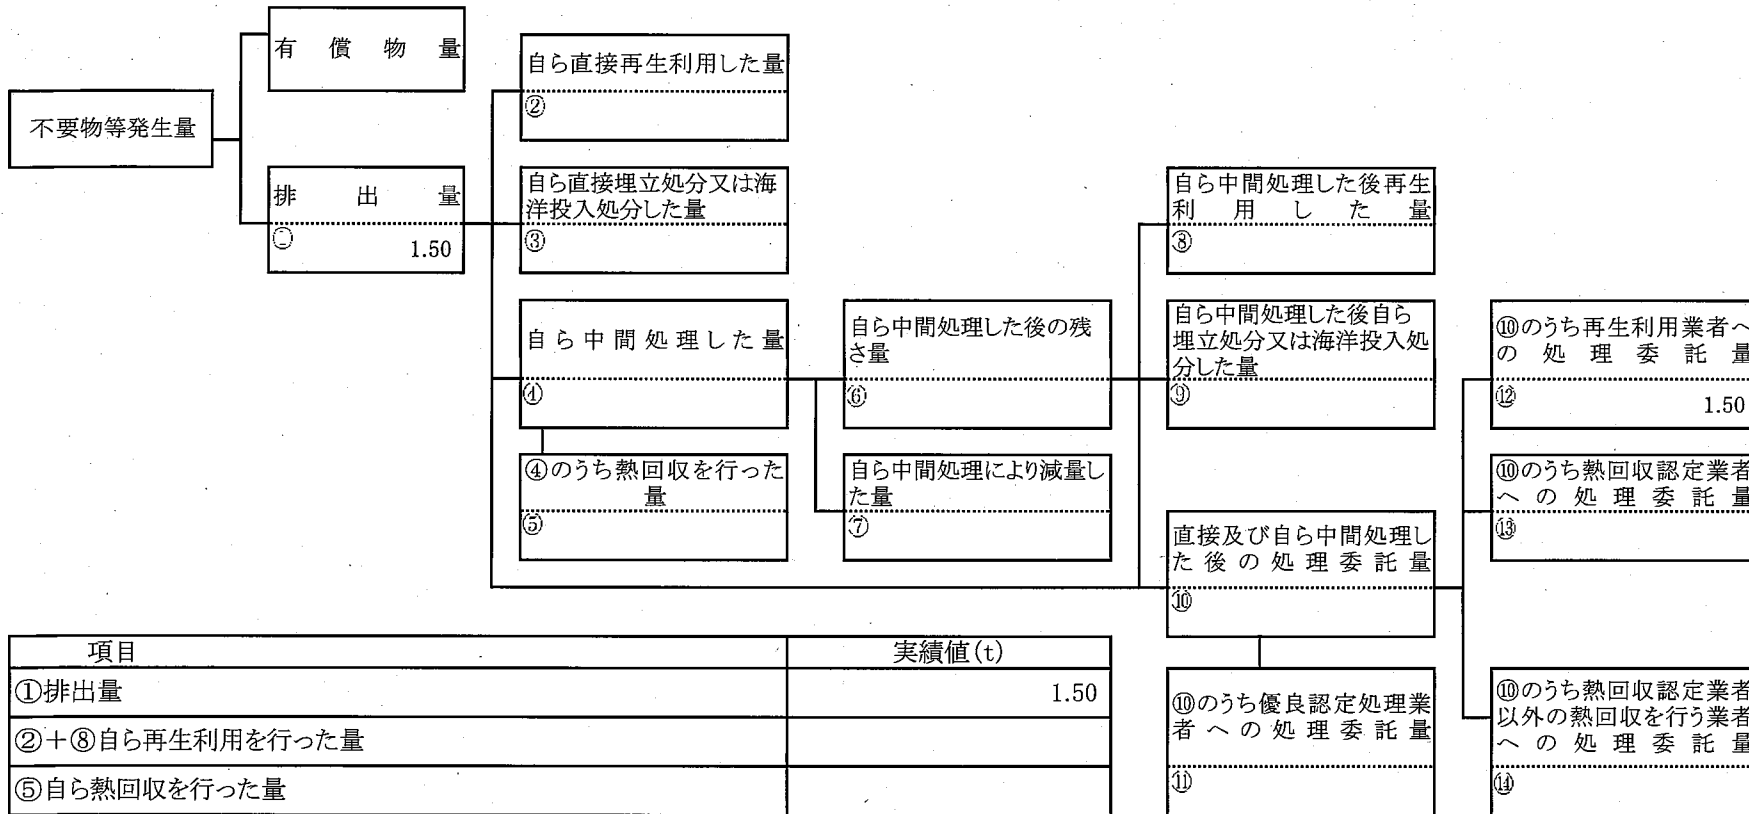 有償物量
不要物等発生量
排出量
1.50
自ら直接再生利用した量
②
自ら直接埋立処分又は海
洋投入処分した量
③
自ら中間処理した量
④
④のうち熱回収を行った
量
⑤
自ら中間処理した後の残
さ量
⑥
自ら中間処理により減量し
た量
⑦
自ら中間処理した後再生
利用した量
⑧
自ら中間処理した後自ら
埋立処分又は海洋投入処
分した量
⑨
直接及び自ら中間処理し
た後の処理委託量
⑩
⑩のうち優良認定処理業
者への処理委託量
⑪
⑩のうち再生利用業者へ
の処理委託量
⑫
1.50
⑩のうち熱回収認定業者
への処理委託量
⑬
⑩のうち熱回収認定業者
以外の熱回収を行う業者
への処理委託量
⑭
項目 実績値(t)
①排出量 1.50
②+⑧自ら再生利用を行った量
⑤自ら熱回収を行った量